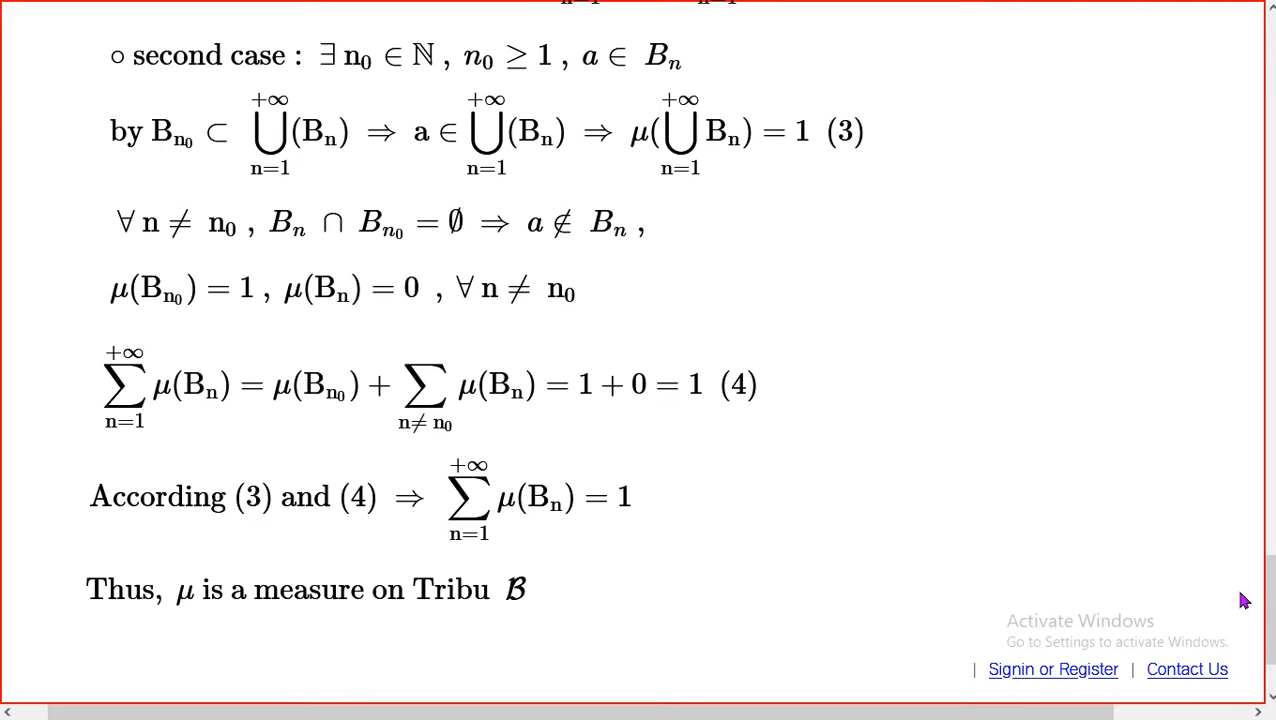 n=1 n=1
○ second case : ∃ n₀ ∈ ℕ , n₀ ≥ 1 , a ∈ Bₙ
by Bₙ₀ ⊂ ⋃_{n=1}^{+∞}(Bₙ) ⇒ a ∈ ⋃_{n=1}^{+∞}(Bₙ) ⇒ μ(⋃_{n=1}^{+∞} Bₙ) = 1 (3)
∀ n ≠ n₀ , Bₙ ∩ Bₙ₀ = ∅ ⇒ a ∉ Bₙ ,
μ(Bₙ₀) = 1 , μ(Bₙ) = 0 , ∀ n ≠ n₀
∑_{n=1}^{+∞} μ(Bₙ) = μ(Bₙ₀) + ∑_{n≠ n₀} μ(Bₙ) = 1 + 0 = 1 (4)
According (3) and (4) ⇒ ∑_{n=1}^{+∞} μ(Bₙ) = 1
Thus, μ is a measure on Tribu ℬ
Activate Windows
Go to Settings to activate Windows.
| Signin or Register | Contact Us